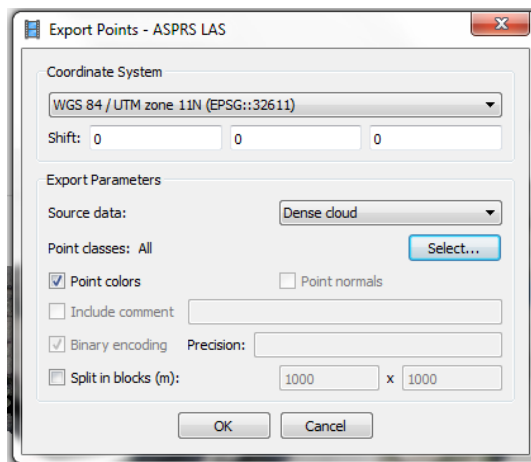 Export Points - ASPRS LAS
Coordinate System
WGS 84 / UTM zone 11N (EPSG::32611)
Shift: 0 0 0
Export Parameters
Source data: Dense cloud
Point classes: All Select...
Point colors Point normals
Include comment
Binary encoding Precision:
Split in blocks (m): 1000 x 1000
OK Cancel